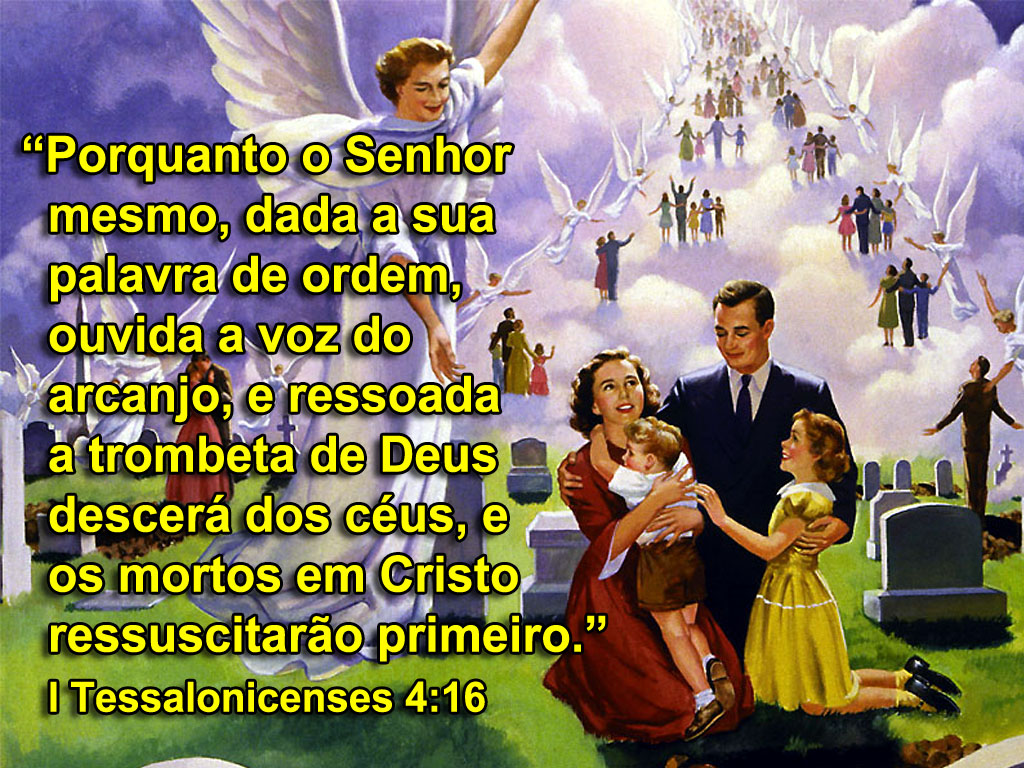 “Porquanto o Senhor
mesmo, dada a sua
palavra de ordem,
ouvida a voz do
arcanjo, e ressoada
a trombeta de Deus
descerá dos céus, e
os mortos em Cristo
ressuscitarão primeiro.”
I Tessalonicenses 4:16